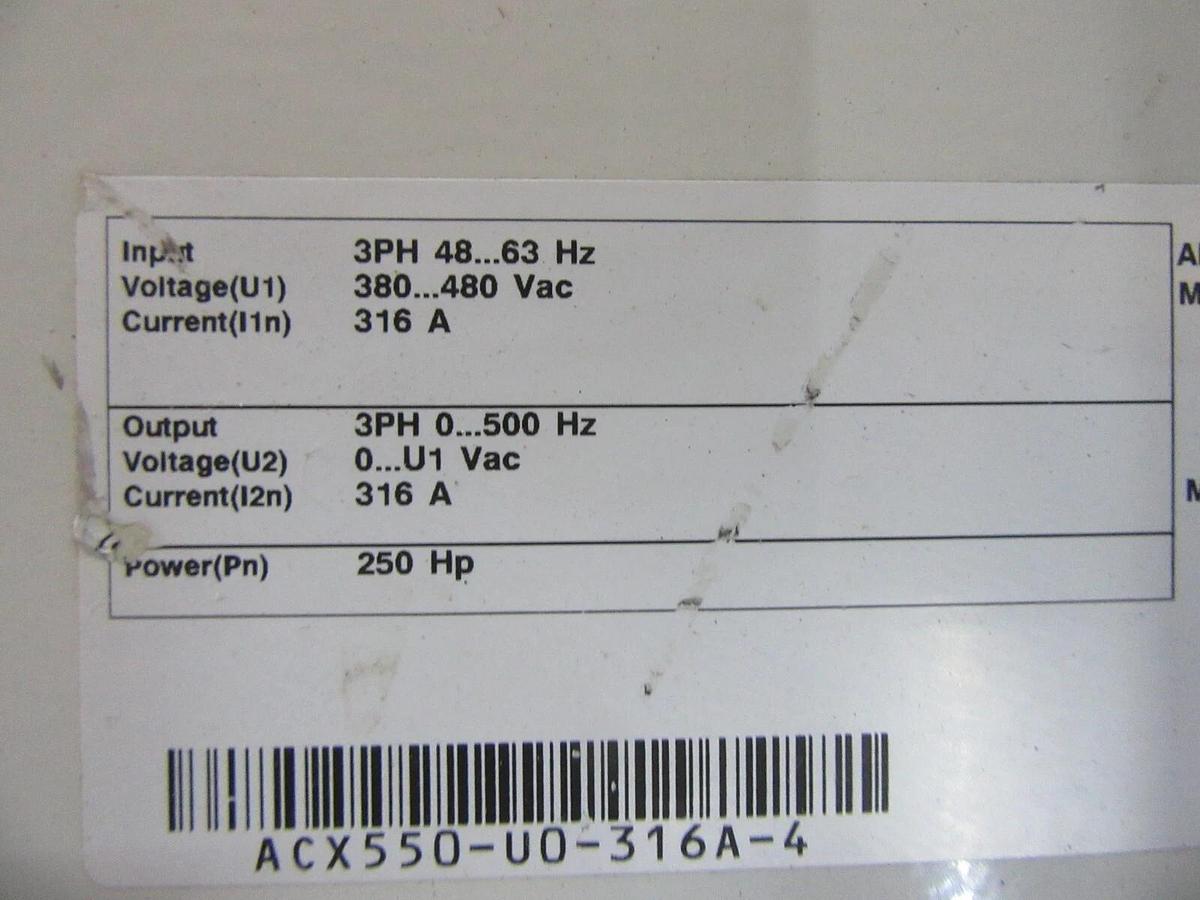 Input 3PH 48...63 Hz
Voltage(U1) 380...480 Vac
Current(I1n) 316 A
Output 3PH 0...500 Hz
Voltage(U2) 0...U1 Vac
Current(I2n) 316 A
Power(Pn) 250 Hp
ACX550-U0-316A-4